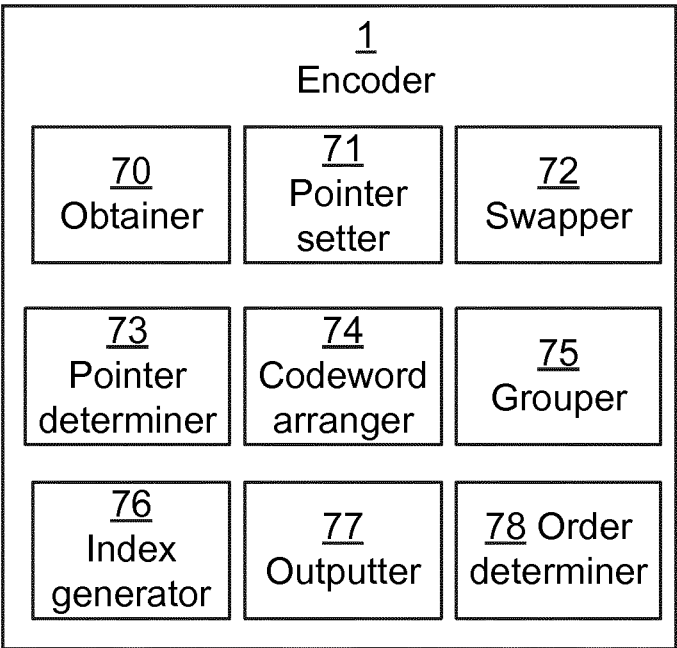 1
Encoder
70
Obtainer
71
Pointer
setter
72
Swapper
73
Pointer
determiner
74
Codeword
arranger
75
Grouper
76
Index
generator
77
Outputter
78 Order
determiner